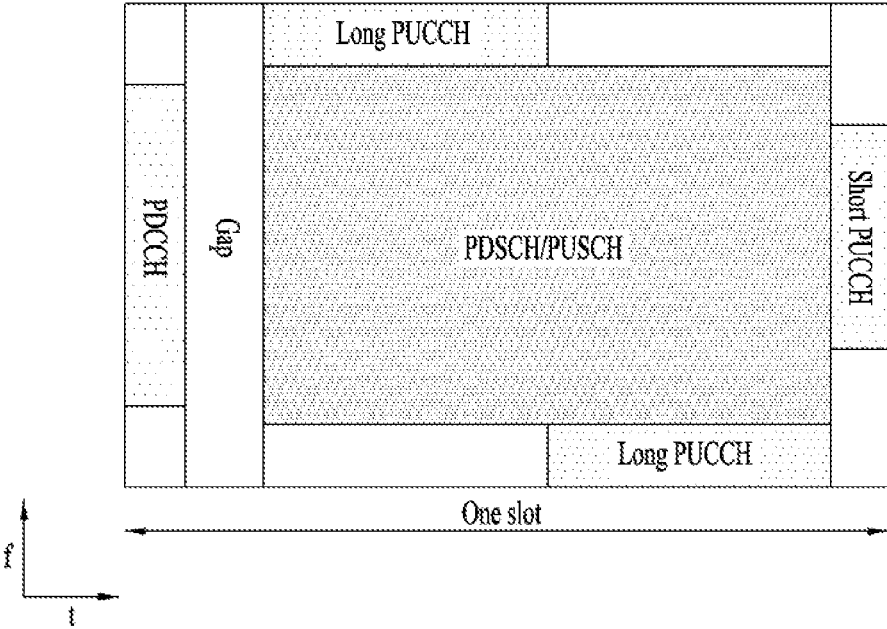 Long PUCCH
PDCCH
Gap
PDSCH/PUSCH
Short PUCCH
Long PUCCH
One slot
f
t